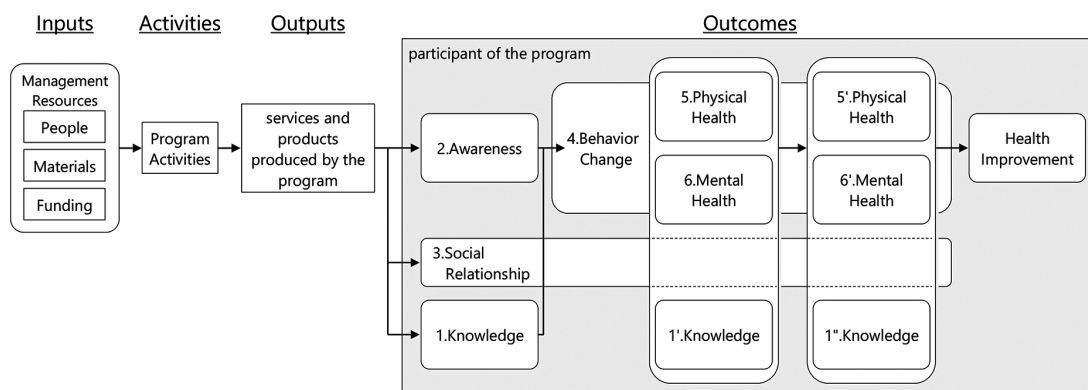 Inputs
Activities
Outputs
Outcomes
participant of the program
Management
Resources
People
Materials
Funding
Program
Activities
services and
products
produced by the
program
2.Awareness
3.Social
Relationship
1.Knowledge
4.Behavior
Change
5.Physical
Health
6.Mental
Health
1'.Knowledge
5'.Physical
Health
6'.Mental
Health
1".Knowledge
Health
Improvement